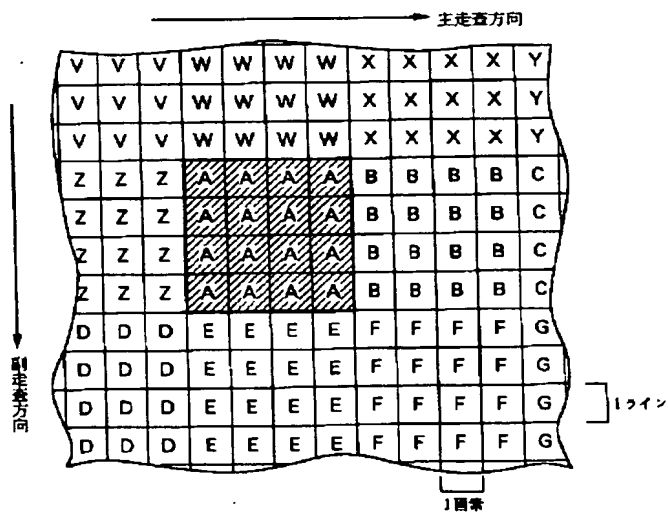 主走査方向
V V V W W W W X X X X Y
V V V W W W W X X X X Y
V V V W W W W X X X X Y
Z Z Z A A A A B B B B C
Z Z Z A A A A B B B B C
Z Z Z A A A A B B B B C
Z Z Z A A A A B B B B C
D D D E E E E F F F F G
D D D E E E E F F F F G
D D D E E E E F F F F G
D D D E E E E F F F F G
副走査方向
1ライン
1画素